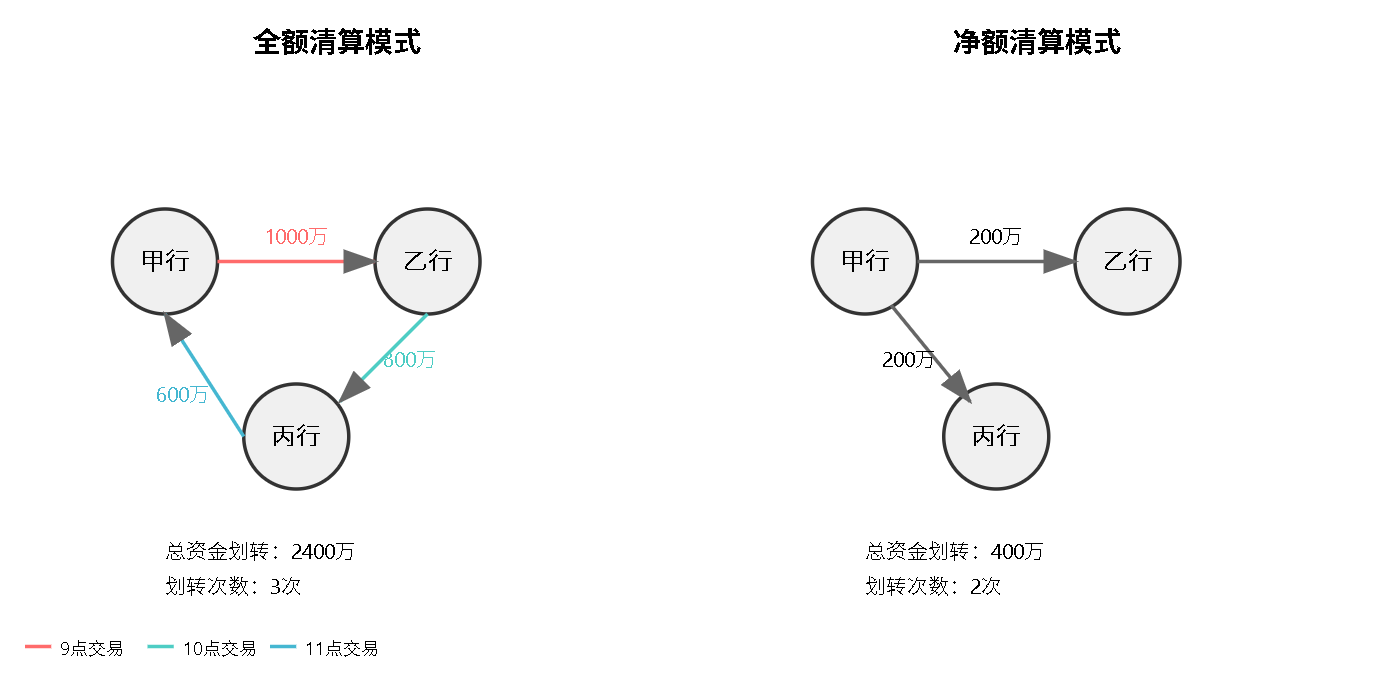 全额清算模式
净额清算模式
1000万
甲行
乙行
800万
600万
丙行
总资金划转：2400万
划转次数：3次
200万
甲行
乙行
200万
丙行
总资金划转：400万
划转次数：2次
9点交易
10点交易
11点交易